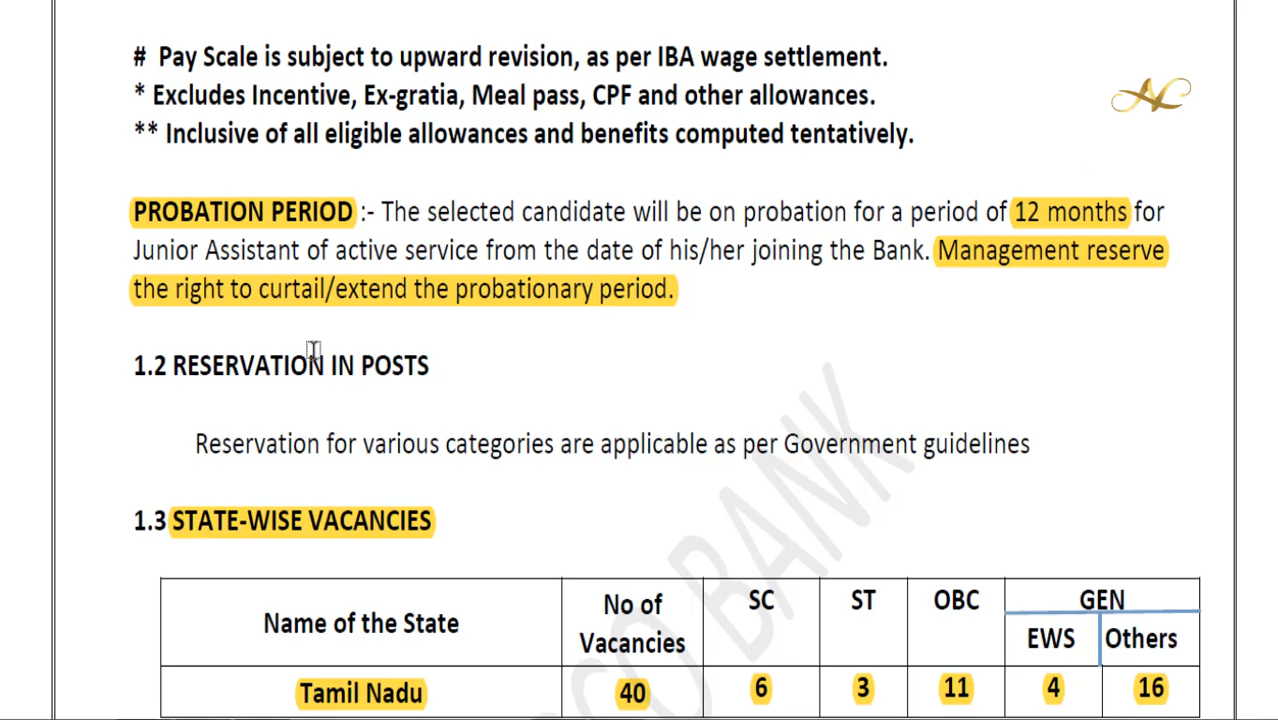 # Pay Scale is subject to upward revision, as per IBA wage settlement.
* Excludes Incentive, Ex-gratia, Meal pass, CPF and other allowances.
** Inclusive of all eligible allowances and benefits computed tentatively.
PROBATION PERIOD :- The selected candidate will be on probation for a period of 12 months for
Junior Assistant of active service from the date of his/her joining the Bank. Management reserve
the right to curtail/extend the probationary period.
1.2 RESERVATION IN POSTS
Reservation for various categories are applicable as per Government guidelines
1.3 STATE-WISE VACANCIES
Name of the State No of Vacancies SC ST OBC GEN
EWS Others
Tamil Nadu 40 6 3 11 4 16
CO BANK